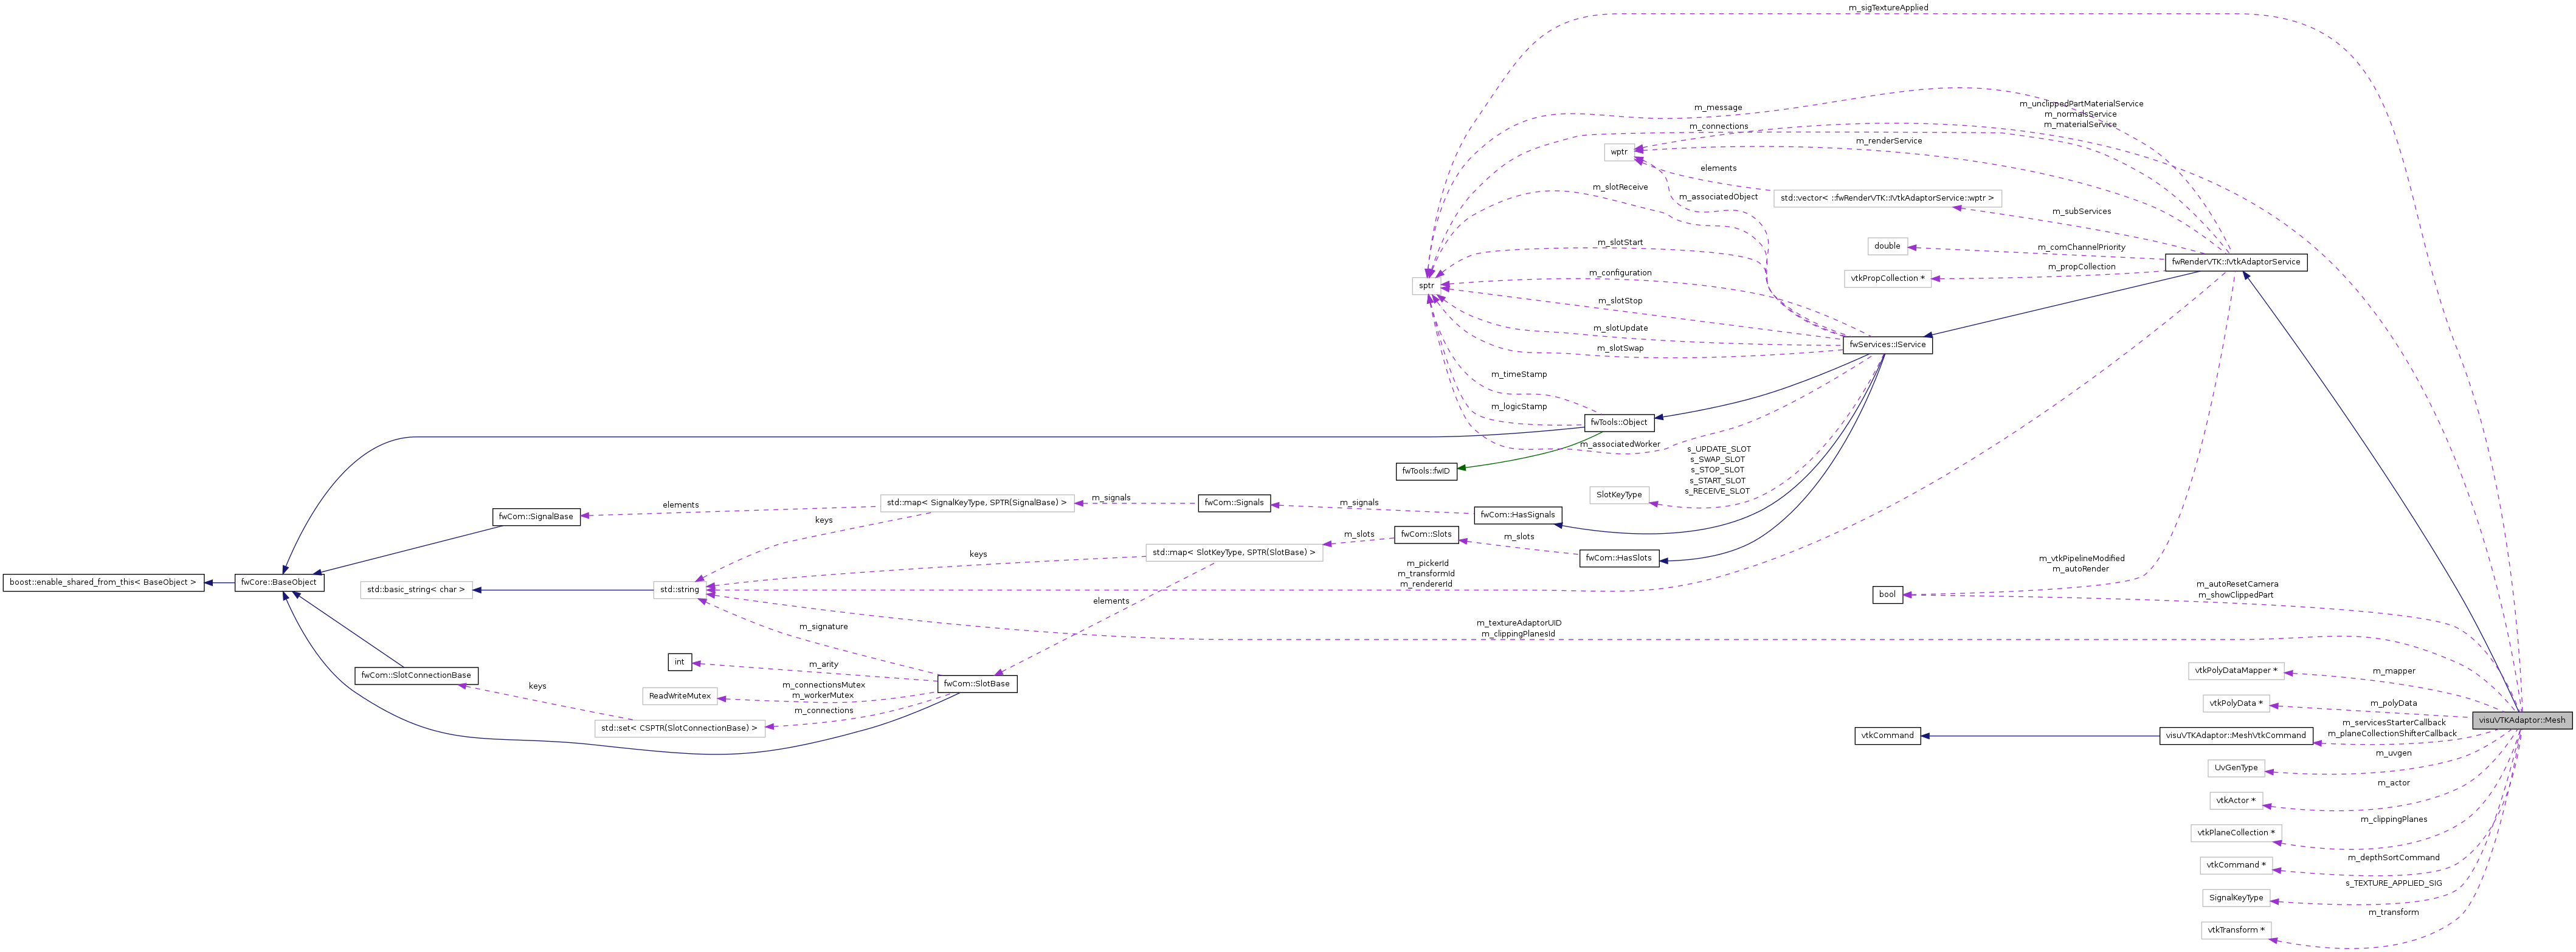 m_sigTextureApplied
m_unclippedPartMaterialService
m_normalsService
m_materialService
m_message
m_connections
m_renderService
wptr
elements
std::vector< ::fwRenderVTK::IVtkAdaptorService::wptr >
m_slotReceive
m_associatedObject
m_subServices
m_slotStart
double
m_comChannelPriority
fwRenderVTK::IVtkAdaptorService
m_propCollection
m_configuration
vtkPropCollection *
sptr
m_slotStop
m_slotUpdate
m_slotSwap
fwServices::IService
m_timeStamp
m_logicStamp
fwTools::Object
m_associatedWorker
s_UPDATE_SLOT
s_SWAP_SLOT
s_STOP_SLOT
s_START_SLOT
s_RECEIVE_SLOT
fwTools::fwID
SlotKeyType
std::map< SignalKeyType, SPTR(SignalBase) >
m_signals
fwCom::Signals
m_signals
fwCom::HasSignals
elements
fwCom::SignalBase
keys
fwCom::Slots
m_slots
m_slots
std::map< SlotKeyType, SPTR(SlotBase) >
keys
fwCom::HasSlots
m_vtkPipelineModified
m_autoRender
m_pickerId
m_transformId
m_rendererId
boost::enable_shared_from_this< BaseObject >
fwCore::BaseObject
std::basic_string< char >
std::string
bool
m_autoResetCamera
m_showClippedPart
elements
m_signature
m_textureAdaptorUID
m_clippingPlanesId
int
m_arity
fwCom::SlotConnectionBase
keys
ReadWriteMutex
m_connectionsMutex
m_workerMutex
fwCom::SlotBase
m_connections
std::set< CSPTR(SlotConnectionBase) >
vtkPolyDataMapper *
m_mapper
vtkPolyData *
m_polyData
visuVTKAdaptor::Mesh
m_servicesStarterCallback
m_planeCollectionShifterCallback
vtkCommand
visuVTKAdaptor::MeshVtkCommand
m_uvgen
UvGenType
m_actor
vtkActor *
m_clippingPlanes
vtkPlaneCollection *
m_depthSortCommand
vtkCommand *
s_TEXTURE_APPLIED_SIG
SignalKeyType
m_transform
vtkTransform *